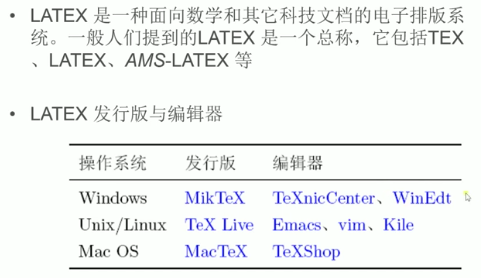 • LATEX 是一种面向数学和其它科技文档的电子排版系
统。一般人们提到的LATEX 是一个总称，它包括TEX
、LATEX、AMS-LATEX 等
• LATEX 发行版与编辑器
操作系统 发行版 编辑器
Windows MikTeX TeXnicCenter、WinEdt
Unix/Linux TeX Live Emacs、vim、Kile
Mac OS MacTeX TeXShop